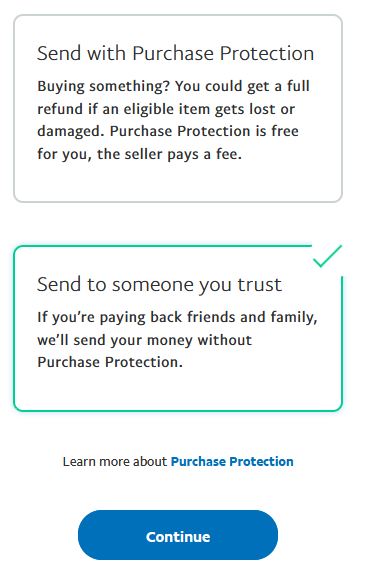 Send with Purchase Protection
Buying something? You could get a full
refund if an eligible item gets lost or
damaged. Purchase Protection is free
for you, the seller pays a fee.
Send to someone you trust
If you’re paying back friends and family,
we’ll send your money without
Purchase Protection.
Learn more about Purchase Protection
Continue